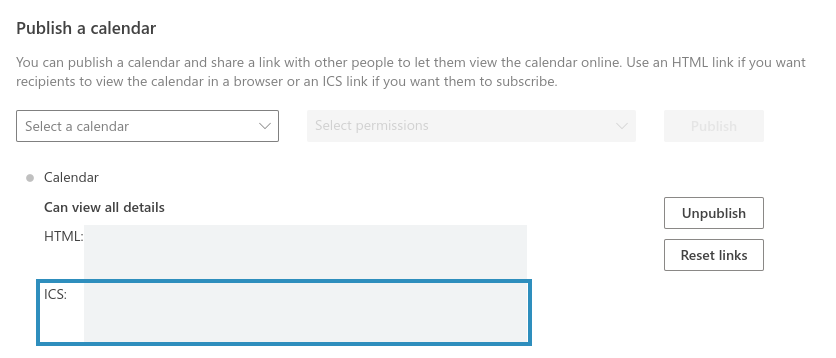 Publish a calendar
You can publish a calendar and share a link with other people to let them view the calendar online. Use an HTML link if you want
recipients to view the calendar in a browser or an ICS link if you want them to subscribe.
Select a calendar
Select permissions
Publish
Calendar
Can view all details
Unpublish
HTML:
Reset links
ICS: